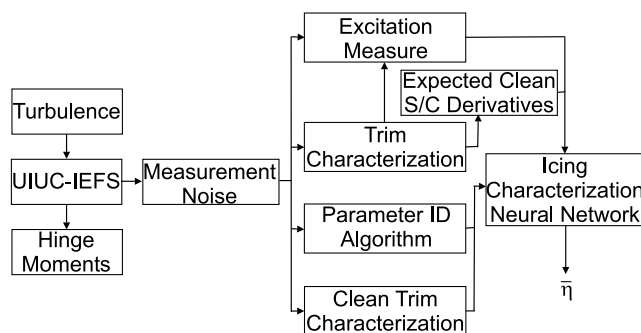 Excitation
Measure
Expected Clean
S/C Derivatives
Turbulence
UIUC-IEFS
Measurement
Noise
Trim
Characterization
Icing
Characterization
Neural Network
Hinge
Moments
Parameter ID
Algorithm
η̅
Clean Trim
Characterization